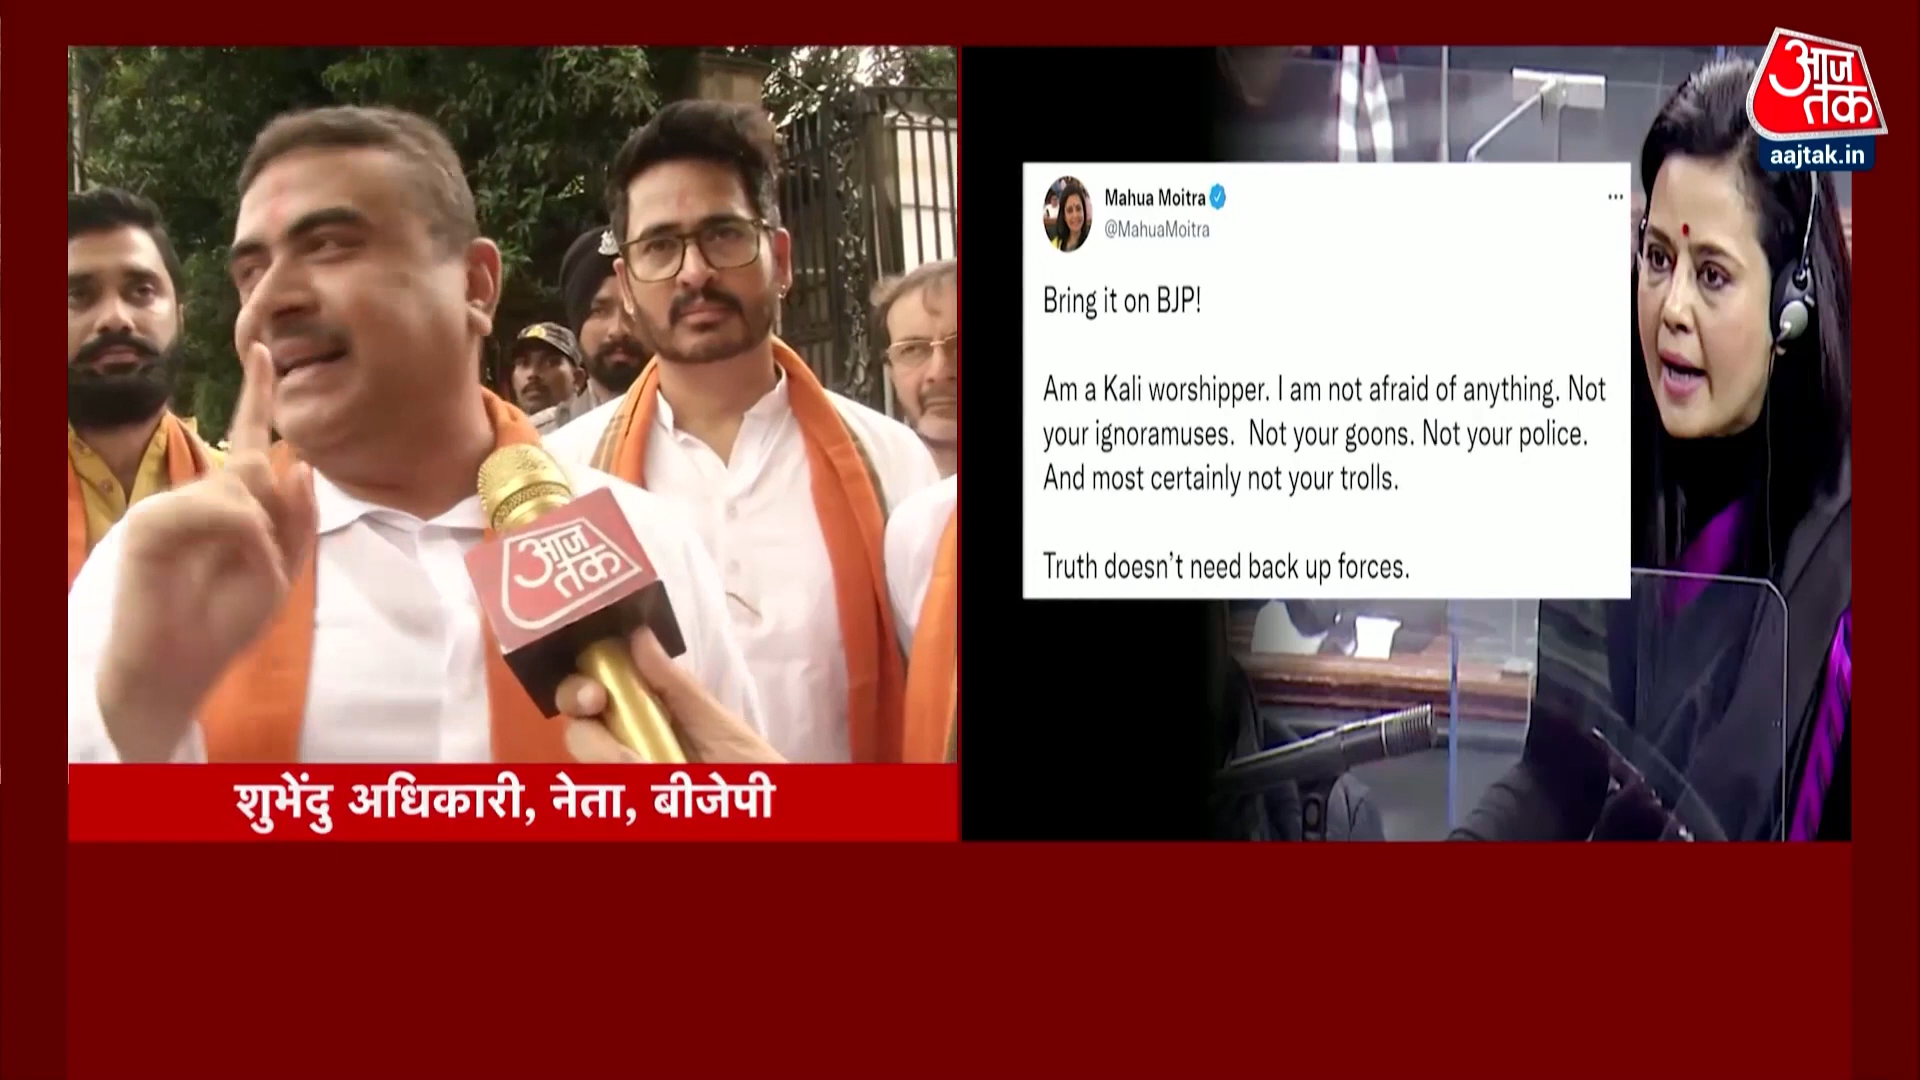 आज
तक
aajtak.in
Mahua Moitra
@MahuaMoitra
Bring it on BJP!
Am a Kali worshipper. I am not afraid of anything. Not
your ignoramuses.  Not your goons. Not your police.
And most certainly not your trolls.
Truth doesn't need back up forces.
आज
तक
शुभेंदु अधिकारी, नेता, बीजेपी